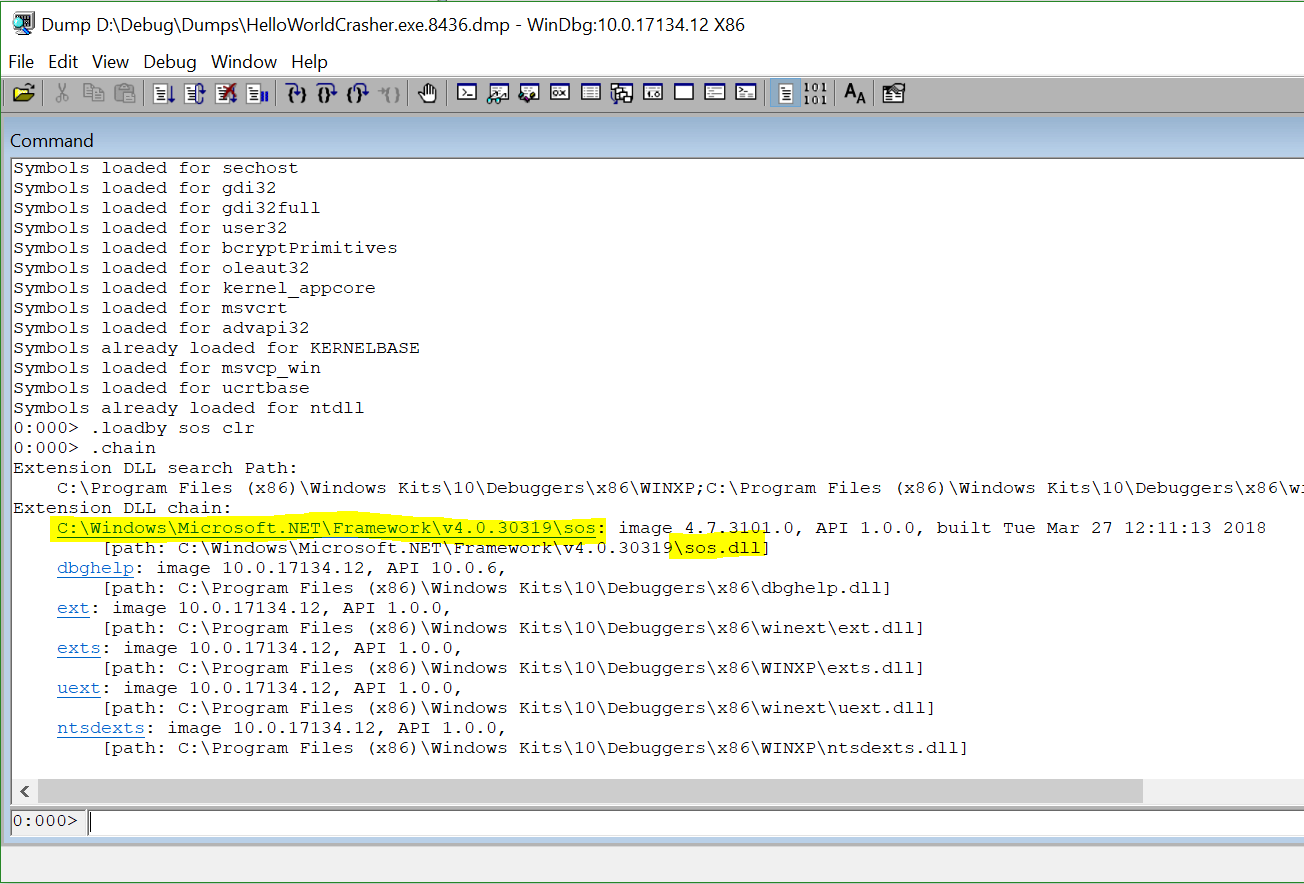 Dump D:\Debug\Dumps\HelloWorldCrasher.exe.8436.dmp - WinDbg:10.0.17134.12 X86
File Edit View Debug Window Help
Command
Symbols loaded for sechost
Symbols loaded for gdi32
Symbols loaded for gdi32full
Symbols loaded for user32
Symbols loaded for bcryptPrimitives
Symbols loaded for oleaut32
Symbols loaded for kernel_appcore
Symbols loaded for msvcrt
Symbols loaded for advapi32
Symbols already loaded for KERNELBASE
Symbols loaded for msvcp_win
Symbols loaded for ucrtbase
Symbols already loaded for ntdll
0:000> .loadby sos clr
0:000> .chain
Extension DLL search Path:
    C:\Program Files (x86)\Windows Kits\10\Debuggers\x86\WINXP;C:\Program Files (x86)\Windows Kits\10\Debuggers\x86\wi
Extension DLL chain:
    C:\Windows\Microsoft.NET\Framework\v4.0.30319\sos: image 4.7.3101.0, API 1.0.0, built Tue Mar 27 12:11:13 2018
        [path: C:\Windows\Microsoft.NET\Framework\v4.0.30319\sos.dll]
    dbghelp: image 10.0.17134.12, API 10.0.6,
        [path: C:\Program Files (x86)\Windows Kits\10\Debuggers\x86\dbghelp.dll]
    ext: image 10.0.17134.12, API 1.0.0,
        [path: C:\Program Files (x86)\Windows Kits\10\Debuggers\x86\winext\ext.dll]
    exts: image 10.0.17134.12, API 1.0.0,
        [path: C:\Program Files (x86)\Windows Kits\10\Debuggers\x86\WINXP\exts.dll]
    uext: image 10.0.17134.12, API 1.0.0,
        [path: C:\Program Files (x86)\Windows Kits\10\Debuggers\x86\winext\uext.dll]
    ntsdexts: image 10.0.17134.12, API 1.0.0,
        [path: C:\Program Files (x86)\Windows Kits\10\Debuggers\x86\WINXP\ntsdexts.dll]
0:000>